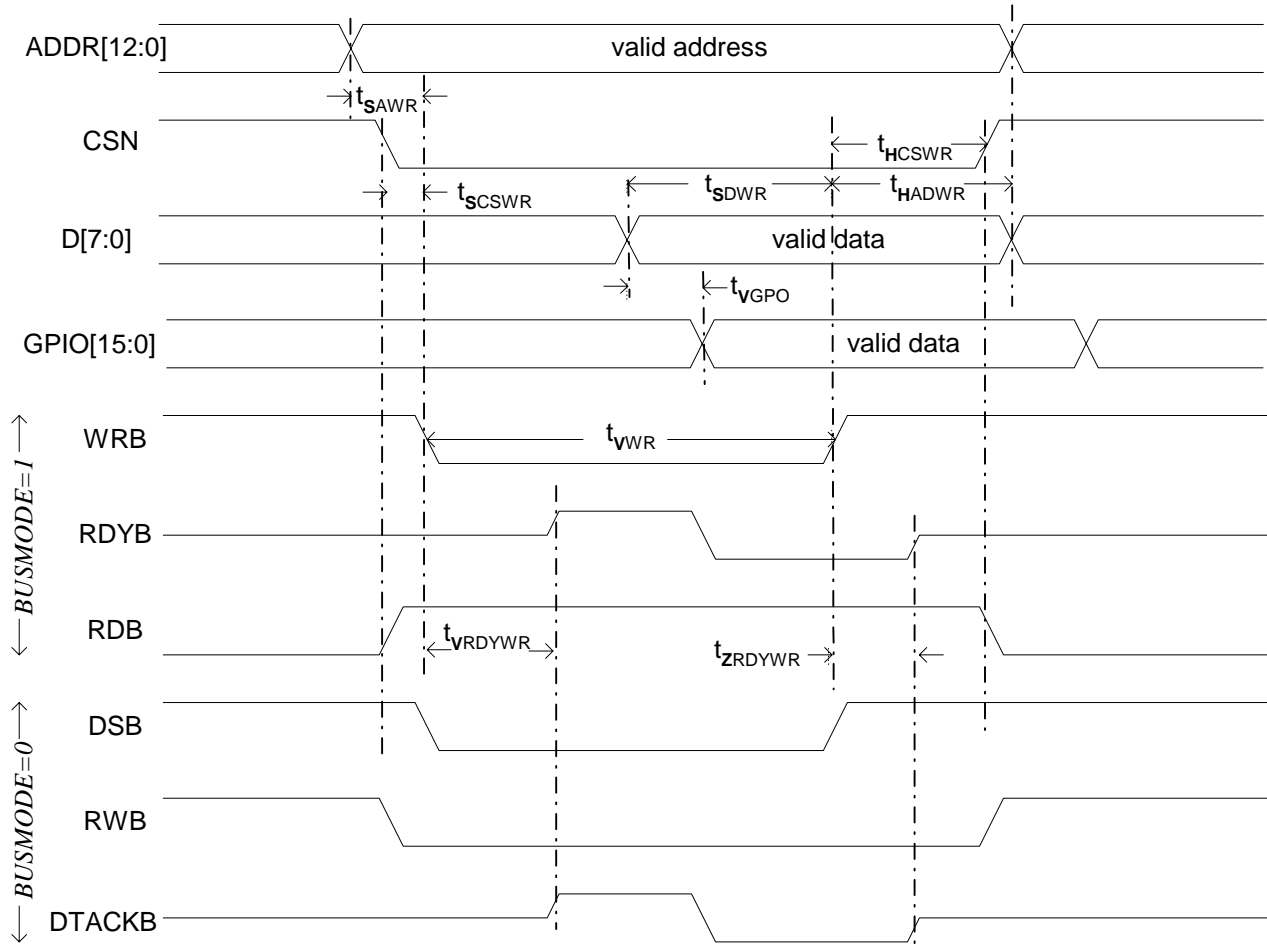 ADDR[12:0]
valid address
tSAWR
CSN
tHCSWR
tSCSWR
tSDWR
tHADWR
D[7:0]
valid data
tVGPO
GPIO[15:0]
valid data
WRB
tVWR
BUSMODE=1
RDYB
RDB
tVRDYWR
tZRDYWR
DSB
BUSMODE=0
RWB
DTACKB